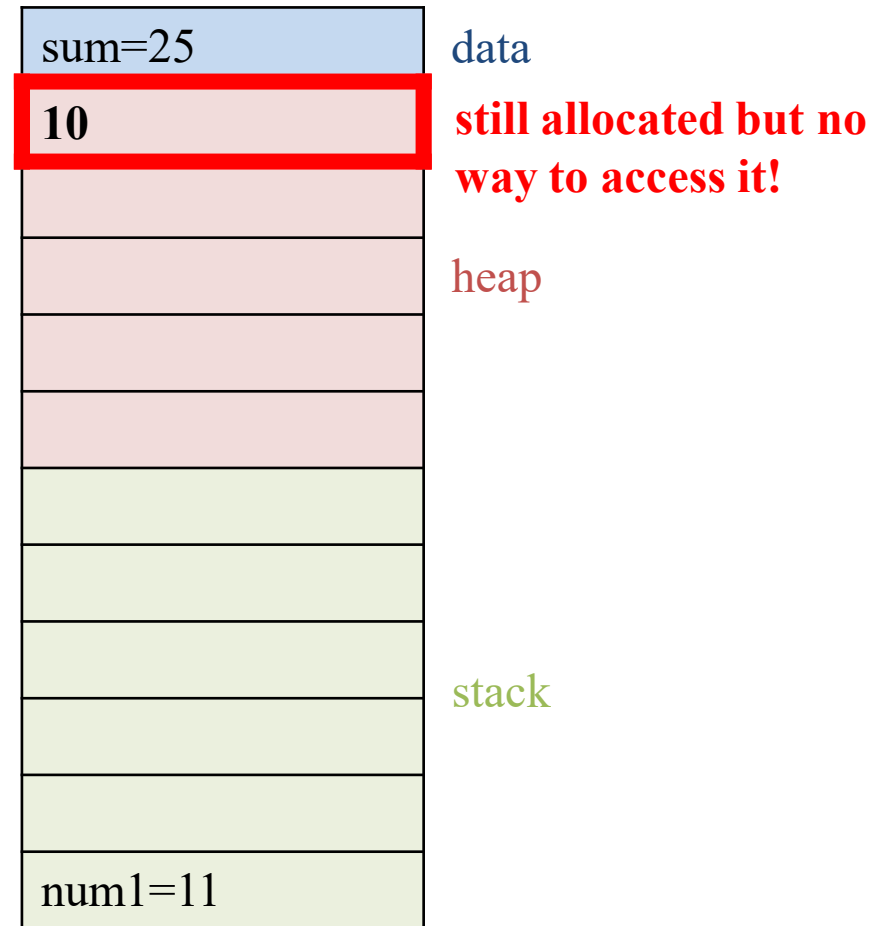 sum=25
data
10
still allocated but no
way to access it!
heap
stack
num1=11